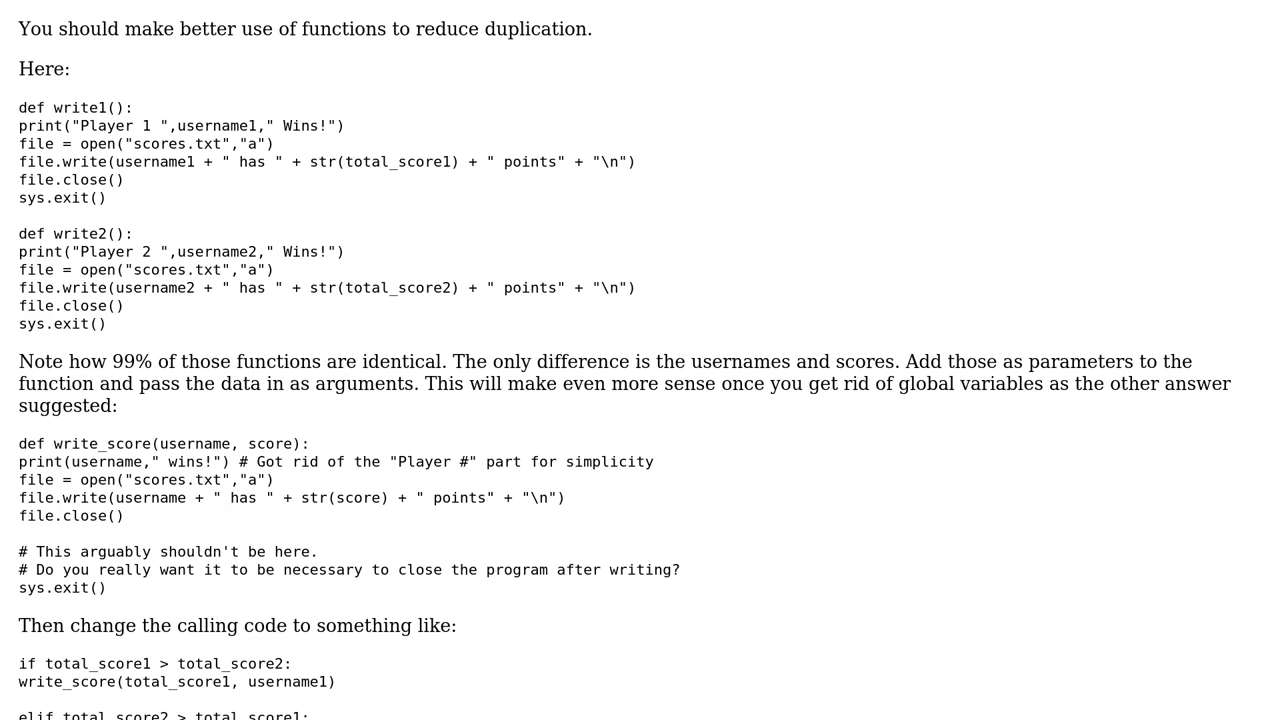 You should make better use of functions to reduce duplication.
Here:
def write1():
print("Player 1 ",username1," Wins!")
file = open("scores.txt","a")
file.write(username1 + " has " + str(total_score1) + " points" + "\n")
file.close()
sys.exit()
def write2():
print("Player 2 ",username2," Wins!")
file = open("scores.txt","a")
file.write(username2 + " has " + str(total_score2) + " points" + "\n")
file.close()
sys.exit()
Note how 99% of those functions are identical. The only difference is the usernames and scores. Add those as parameters to the
function and pass the data in as arguments. This will make even more sense once you get rid of global variables as the other answer
suggested:
def write_score(username, score):
print(username," wins!") # Got rid of the "Player #" part for simplicity
file = open("scores.txt","a")
file.write(username + " has " + str(score) + " points" + "\n")
file.close()
# This arguably shouldn't be here.
# Do you really want it to be necessary to close the program after writing?
sys.exit()
Then change the calling code to something like:
if total_score1 > total_score2:
write_score(total_score1, username1)
elif total_score2 > total_score1: